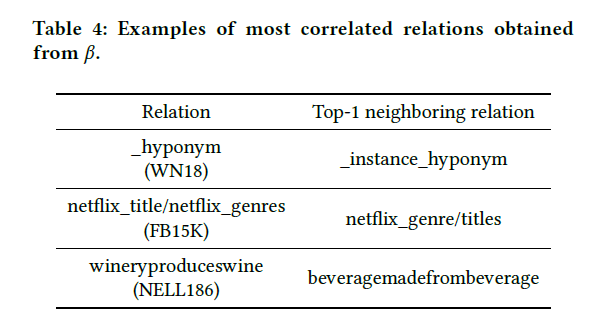 Table 4: Examples of most correlated relations obtained
from β.
Relation Top-1 neighboring relation
_hyponym
(WN18)
_instance_hyponym
netflix_title/netflix_genres
(FB15K)
netflix_genre/titles
wineryproduceswine
(NELL186)
beveragemadefrombeverage